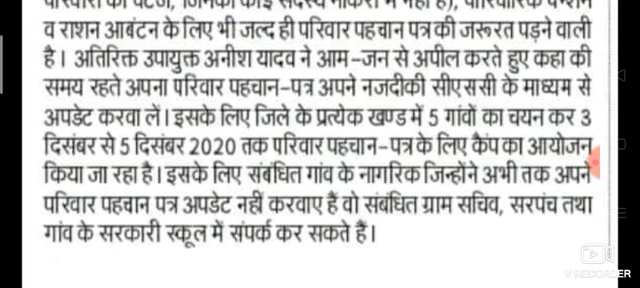 व राशन आबंटन के लिए भी जल्द ही परिवार पहचान पत्र की जरूरत पड़ने वाली
है। अतिरिक्त उपायुक्त अनीश यादव ने आम-जन से अपील करते हुए कहा की
समय रहते अपना परिवार पहचान-पत्र अपने नजदीकी सीएससी के माध्यम से
अपडेट करवा लें। इसके लिए जिले के प्रत्येक खण्ड में 5 गांवों का चयन कर 3
दिसंबर से 5 दिसंबर 2020 तक परिवार पहचान-पत्र के लिए कैंप का आयोजन
किया जा रहा है। इसके लिए संबंधित गांव के नागरिक जिन्होंने अभी तक अपने
परिवार पहचान पत्र अपडेट नहीं करवाए हैं वो संबंधित ग्राम सचिव, सरपंच तथा
गांव के सरकारी स्कूल में संपर्क कर सकते हैं।
V RECORDER